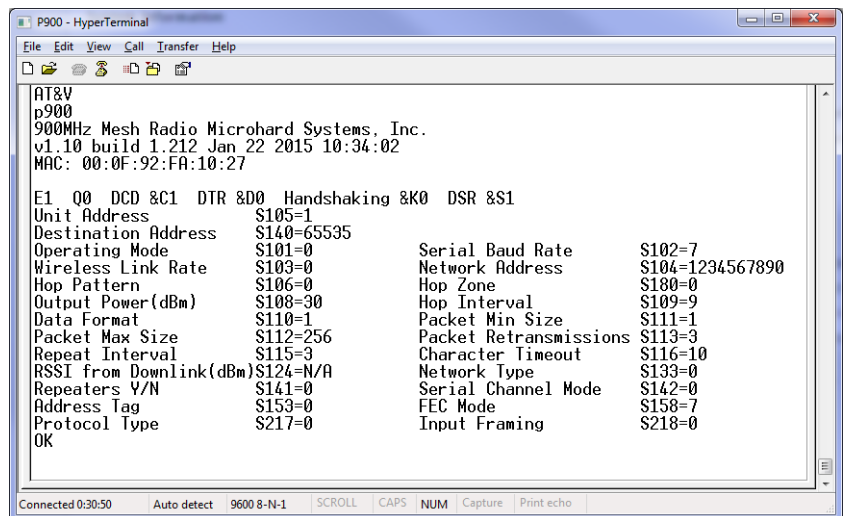 P900 - HyperTerminal
File Edit View Call Transfer Help
AT&V
p900
900MHz Mesh Radio Microhard Systems, Inc.
v1.10 build 1.212 Jan 22 2015 10:34:02
MAC: 00:0F:92:FA:10:27
E1 Q0 DCD &C1 DTR &D0 Handshaking &K0 DSR &S1
Unit Address S105=1
Destination Address S140=65535
Operating Mode S101=0 Serial Baud Rate S102=7
Wireless Link Rate S103=0 Network Address S104=1234567890
Hop Pattern S106=0 Hop Zone S180=0
Output Power(dBm) S108=30 Hop Interval S109=9
Data Format S110=1 Packet Min Size S111=1
Packet Max Size S112=256 Packet Retransmissions S113=3
Repeat Interval S115=3 Character Timeout S116=10
RSSI from Downlink(dBm)S124=N/A Network Type S133=0
Repeaters Y/N S141=0 Serial Channel Mode S142=0
Address Tag S153=0 FEC Mode S158=7
Protocol Type S217=0 Input Framing S218=0
OK
Connected 0:30:50 Auto detect 9600 8-N-1 SCROLL CAPS NUM Capture Print echo